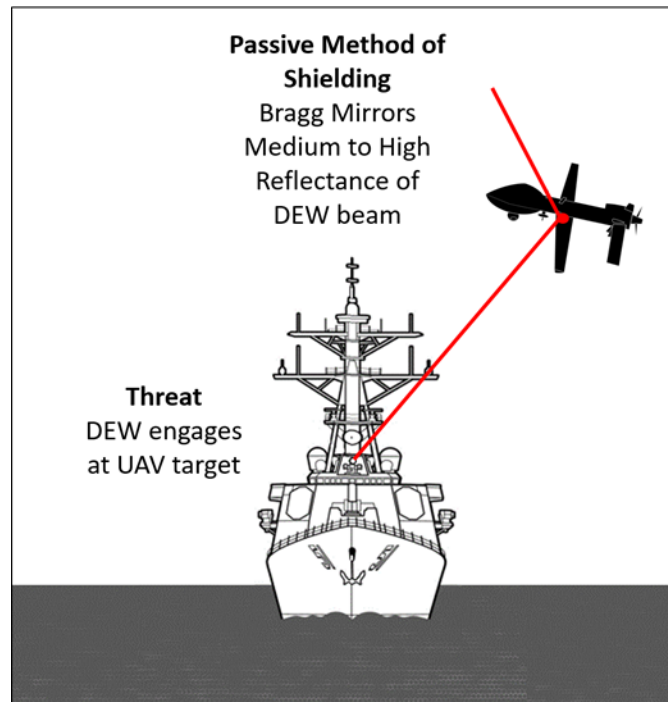 Passive Method of
Shielding
Bragg Mirrors
Medium to High
Reflectance of
DEW beam
Threat
DEW engages
at UAV target